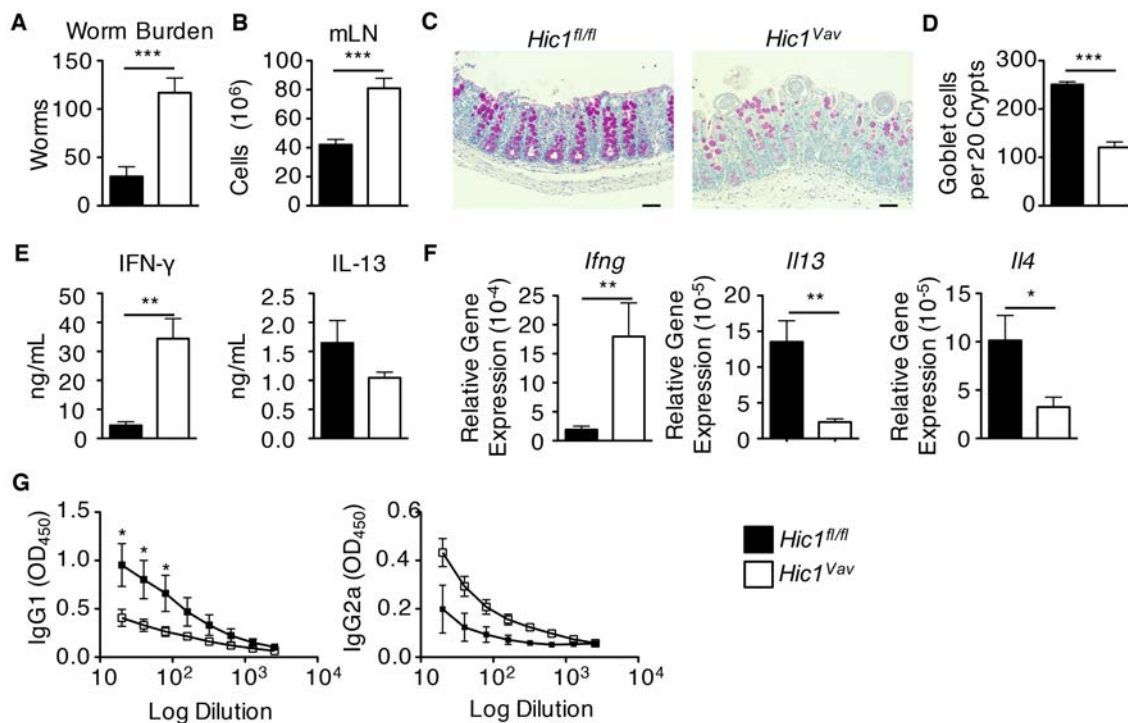 A
Worm Burden
***
Worms
150
100
50
0
B
mLN
***
Cells (10⁶)
100
80
60
40
20
0
C
Hic1fl/fl
Hic1Vav
D
***
Goblet cells
per 20 Crypts
300
200
100
0
E
IFN-γ
**
ng/mL
50
40
30
20
10
0
IL-13
ng/mL
2.5
2.0
1.5
1.0
0.5
0.0
F
Ifng
**
Relative Gene
Expression (10⁻⁴)
25
20
15
10
5
0
Il13
**
Relative Gene
Expression (10⁻⁵)
20
15
10
5
0
Il4
*
Relative Gene
Expression (10⁻⁵)
15
10
5
0
G
IgG1 (OD₄₅₀)
1.5
1.0
0.5
0.0
* * *
10 10² 10³ 10⁴
Log Dilution
IgG2a (OD₄₅₀)
0.6
0.4
0.2
0.0
10 10² 10³ 10⁴
Log Dilution
Hic1fl/fl
Hic1Vav